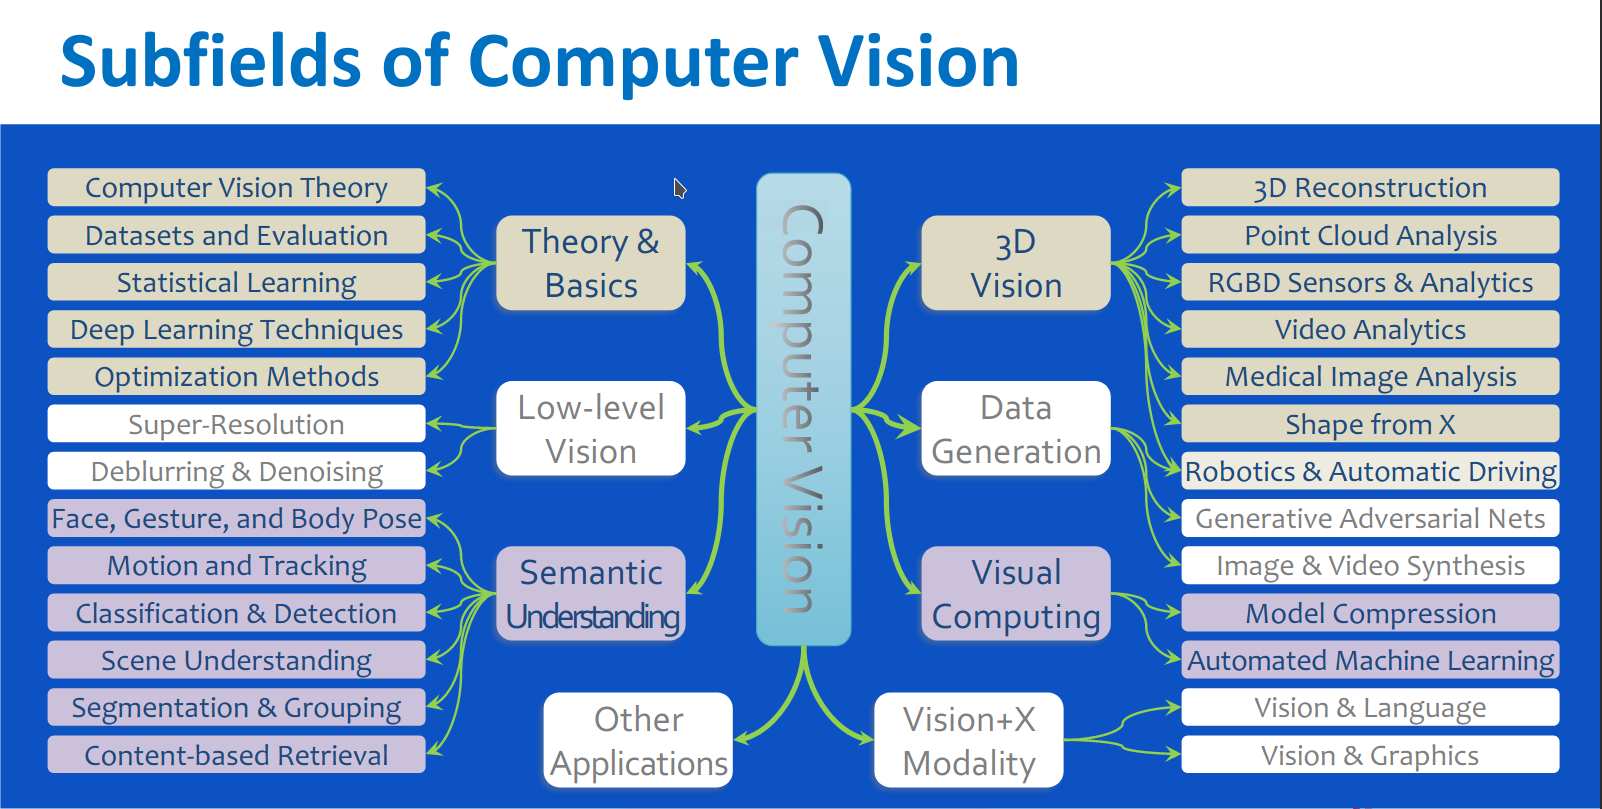 Subfields of Computer Vision
Computer Vision Theory
Datasets and Evaluation
Statistical Learning
Deep Learning Techniques
Optimization Methods
Super-Resolution
Deblurring & Denoising
Face, Gesture, and Body Pose
Motion and Tracking
Classification & Detection
Scene Understanding
Segmentation & Grouping
Content-based Retrieval
Theory &
Basics
Low-level
Vision
Semantic
Understanding
Other
Applications
Computer Vision
3D
Vision
Data
Generation
Visual
Computing
Vision+X
Modality
3D Reconstruction
Point Cloud Analysis
RGBD Sensors & Analytics
Video Analytics
Medical Image Analysis
Shape from X
Robotics & Automatic Driving
Generative Adversarial Nets
Image & Video Synthesis
Model Compression
Automated Machine Learning
Vision & Language
Vision & Graphics